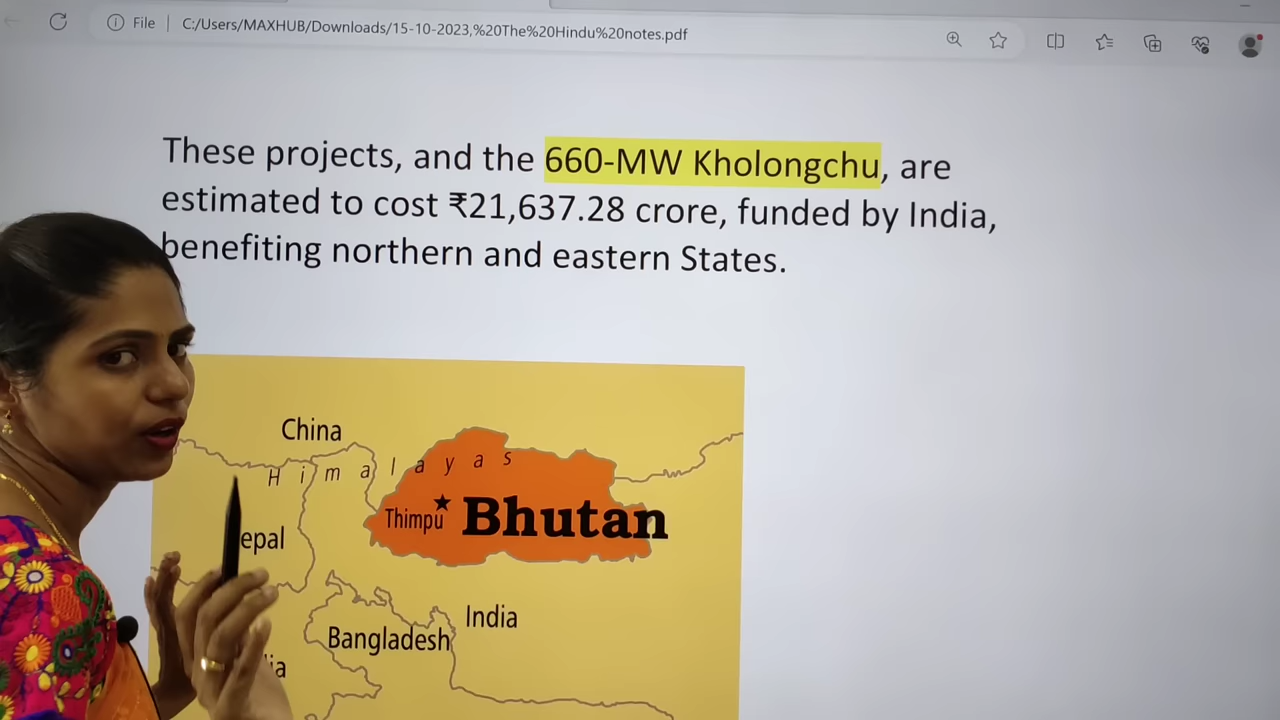 File | C:/Users/MAXHUB/Downloads/15-10-2023,%20The%20Hindu%20notes.pdf
These projects, and the 660-MW Kholongchu, are
estimated to cost ₹21,637.28 crore, funded by India,
benefiting northern and eastern States.
China
Himalayas
Thimpu
Bhutan
epal
India
Bangladesh
ia